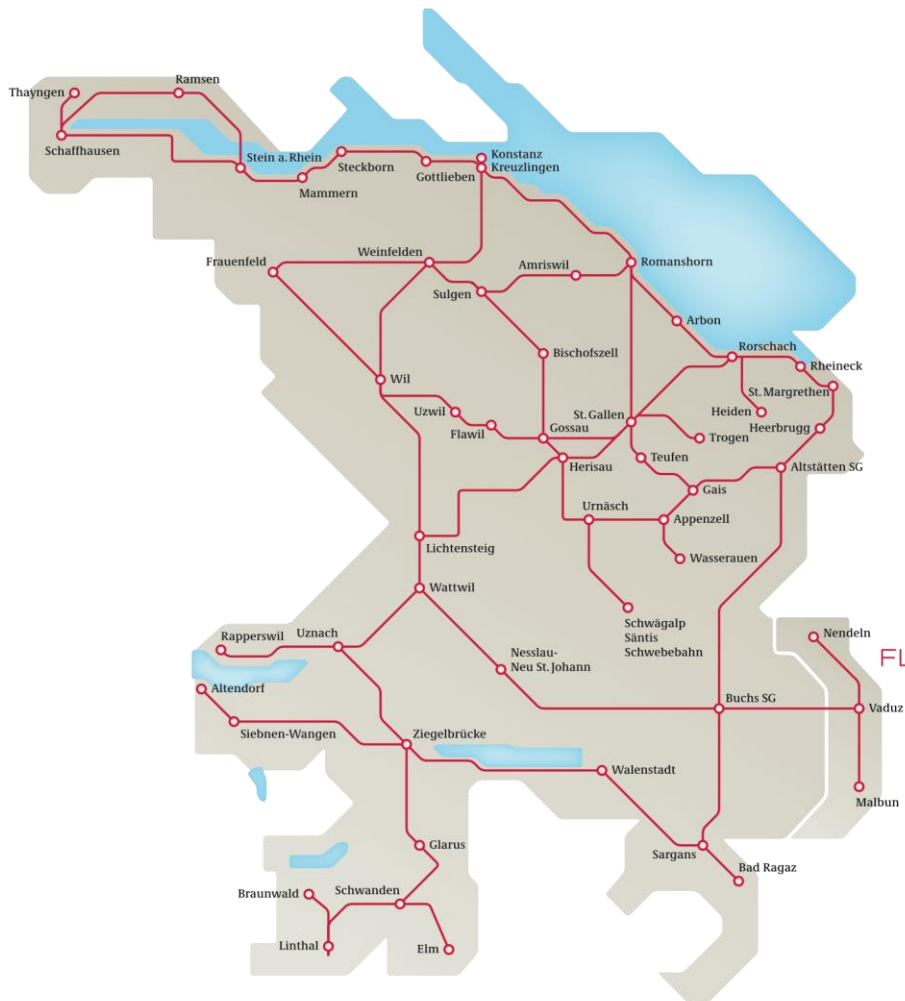 Ramsen
Thayngen
Schaffhausen
Stein a. Rhein
Steckborn
Mammern
Gottlieben
Konstanz
Kreuzlingen
Weinfelden
Frauenfeld
Amriswil
Romanshorn
Sulgen
Arbon
Bischofszell
Rorschach
Rheineck
Wil
St. Margrethen
Uzwil
St. Gallen
Heiden
Flawil
Gossau
Trogen
Heerbrugg
Herisau
Teufen
Altstätten SG
Gais
Urnäsch
Appenzell
Lichtensteig
Wasserauen
Wattwil
Schwägalp
Säntis
Schwebebahn
Rapperswil
Uznach
Nendeln
Nesslau-
Neu St. Johann
FL
Altendorf
Buchs SG
Vaduz
Siebnen-Wangen
Ziegelbrücke
Walenstadt
Malbun
Glarus
Sargans
Bad Ragaz
Braunwald
Schwanden
Linthal
Elm